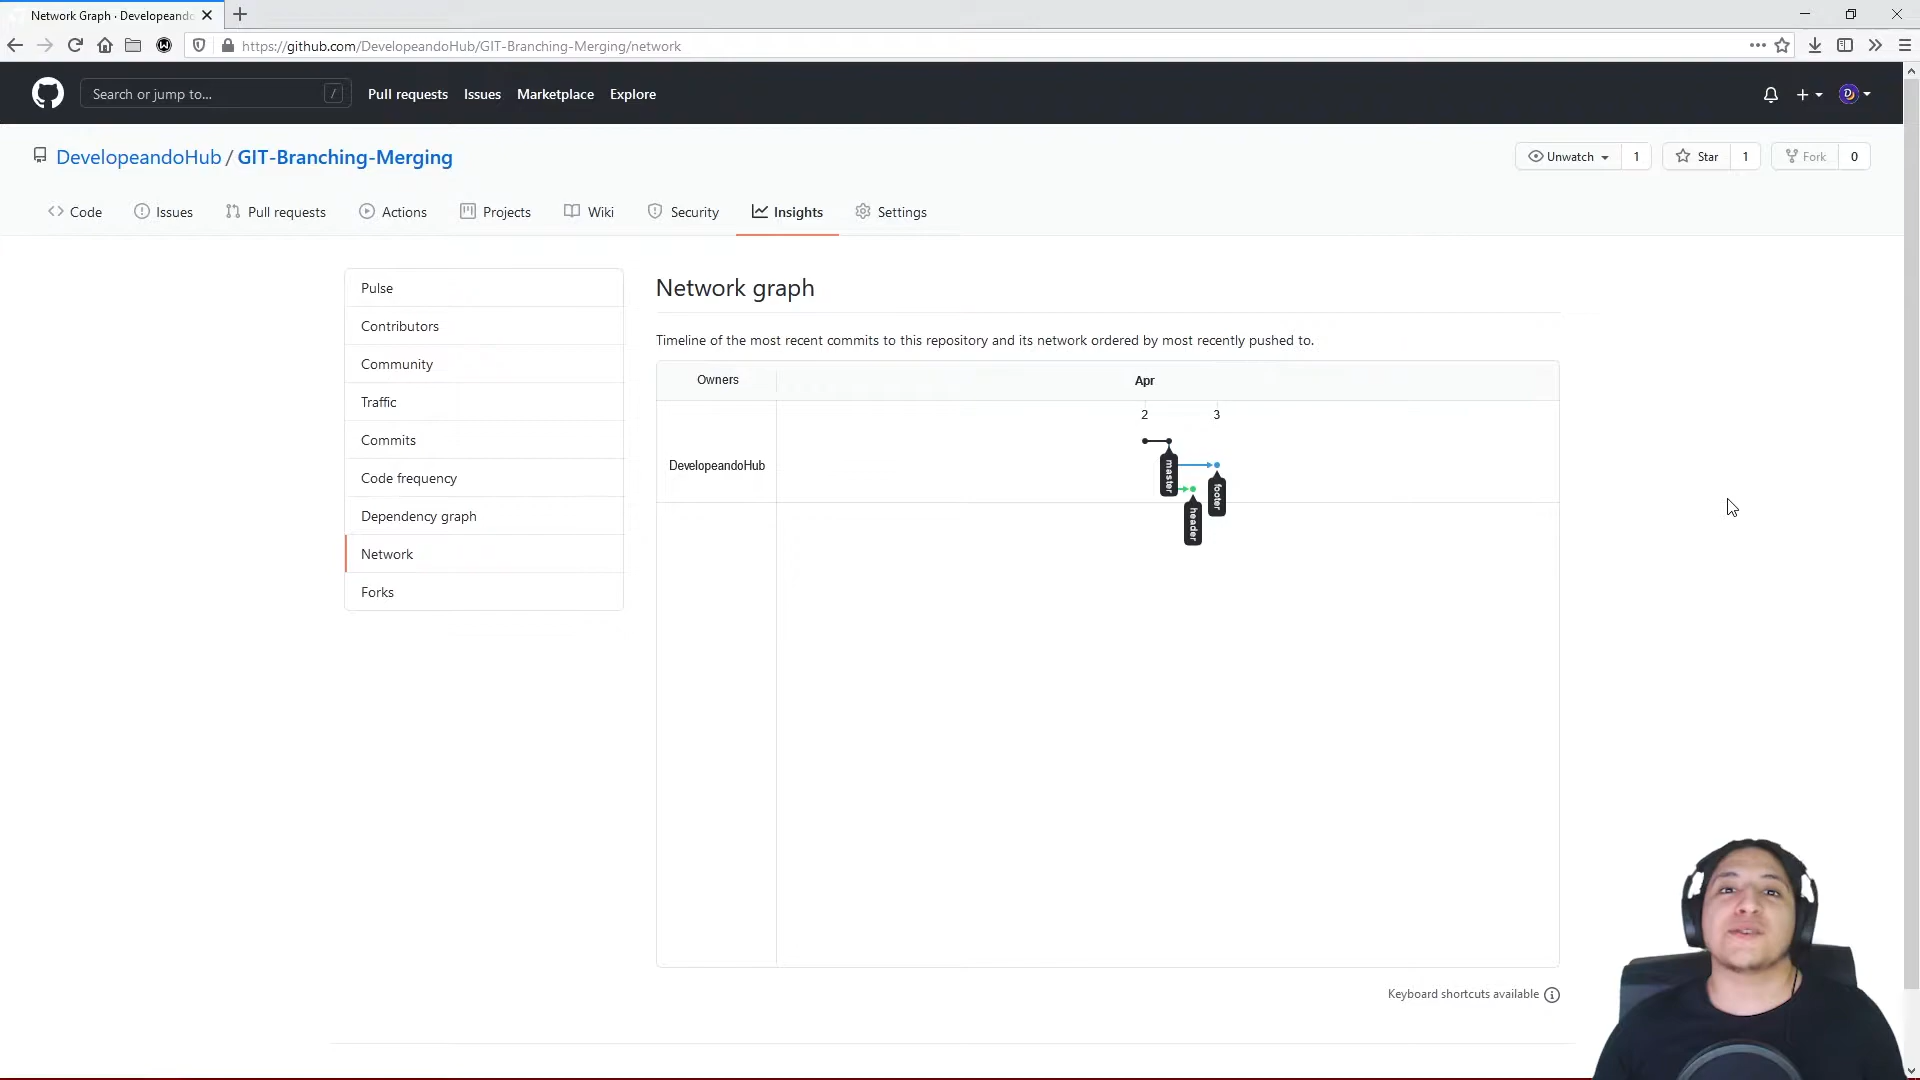 Network Graph · Developeando
https://github.com/DevelopeandoHub/GIT-Branching-Merging/network
Search or jump to...
/
Pull requests
Issues
Marketplace
Explore
DevelopeandoHub / GIT-Branching-Merging
Unwatch
1
Star
1
Fork
0
Code
Issues
Pull requests
Actions
Projects
Wiki
Security
Insights
Settings
Pulse
Contributors
Community
Traffic
Commits
Code frequency
Dependency graph
Network
Forks
Network graph
Timeline of the most recent commits to this repository and its network ordered by most recently pushed to.
Owners
Apr
2
3
DevelopeandoHub
master
footer
header
Keyboard shortcuts available